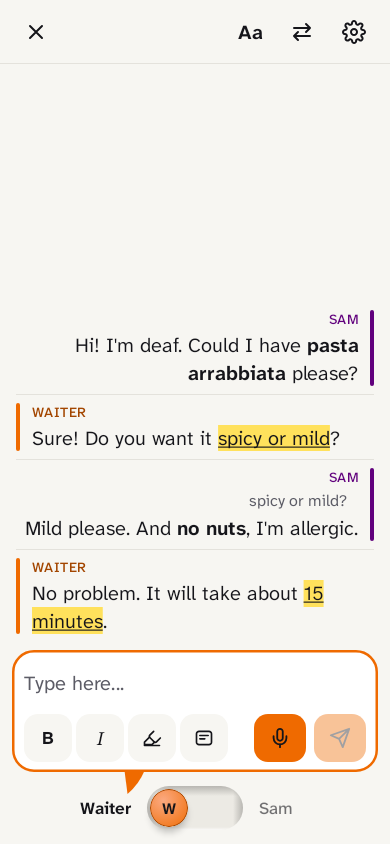 Aa
SAM
Hi! I'm deaf. Could I have pasta
arrabbiata please?
WAITER
Sure! Do you want it spicy or mild?
SAM
spicy or mild?
Mild please. And no nuts, I'm allergic.
WAITER
No problem. It will take about 15
minutes.
Type here...
B I
Waiter W Sam